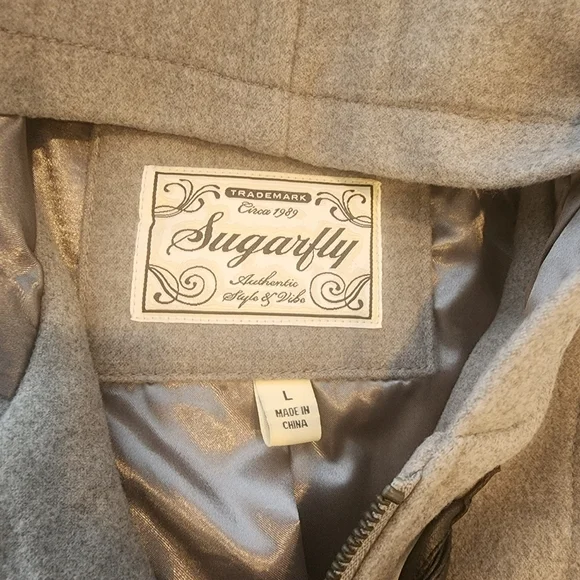 TRADEMARK
Circa 1989
Sugarfly
Authentic
Style & Vibe
L
MADE IN
CHINA